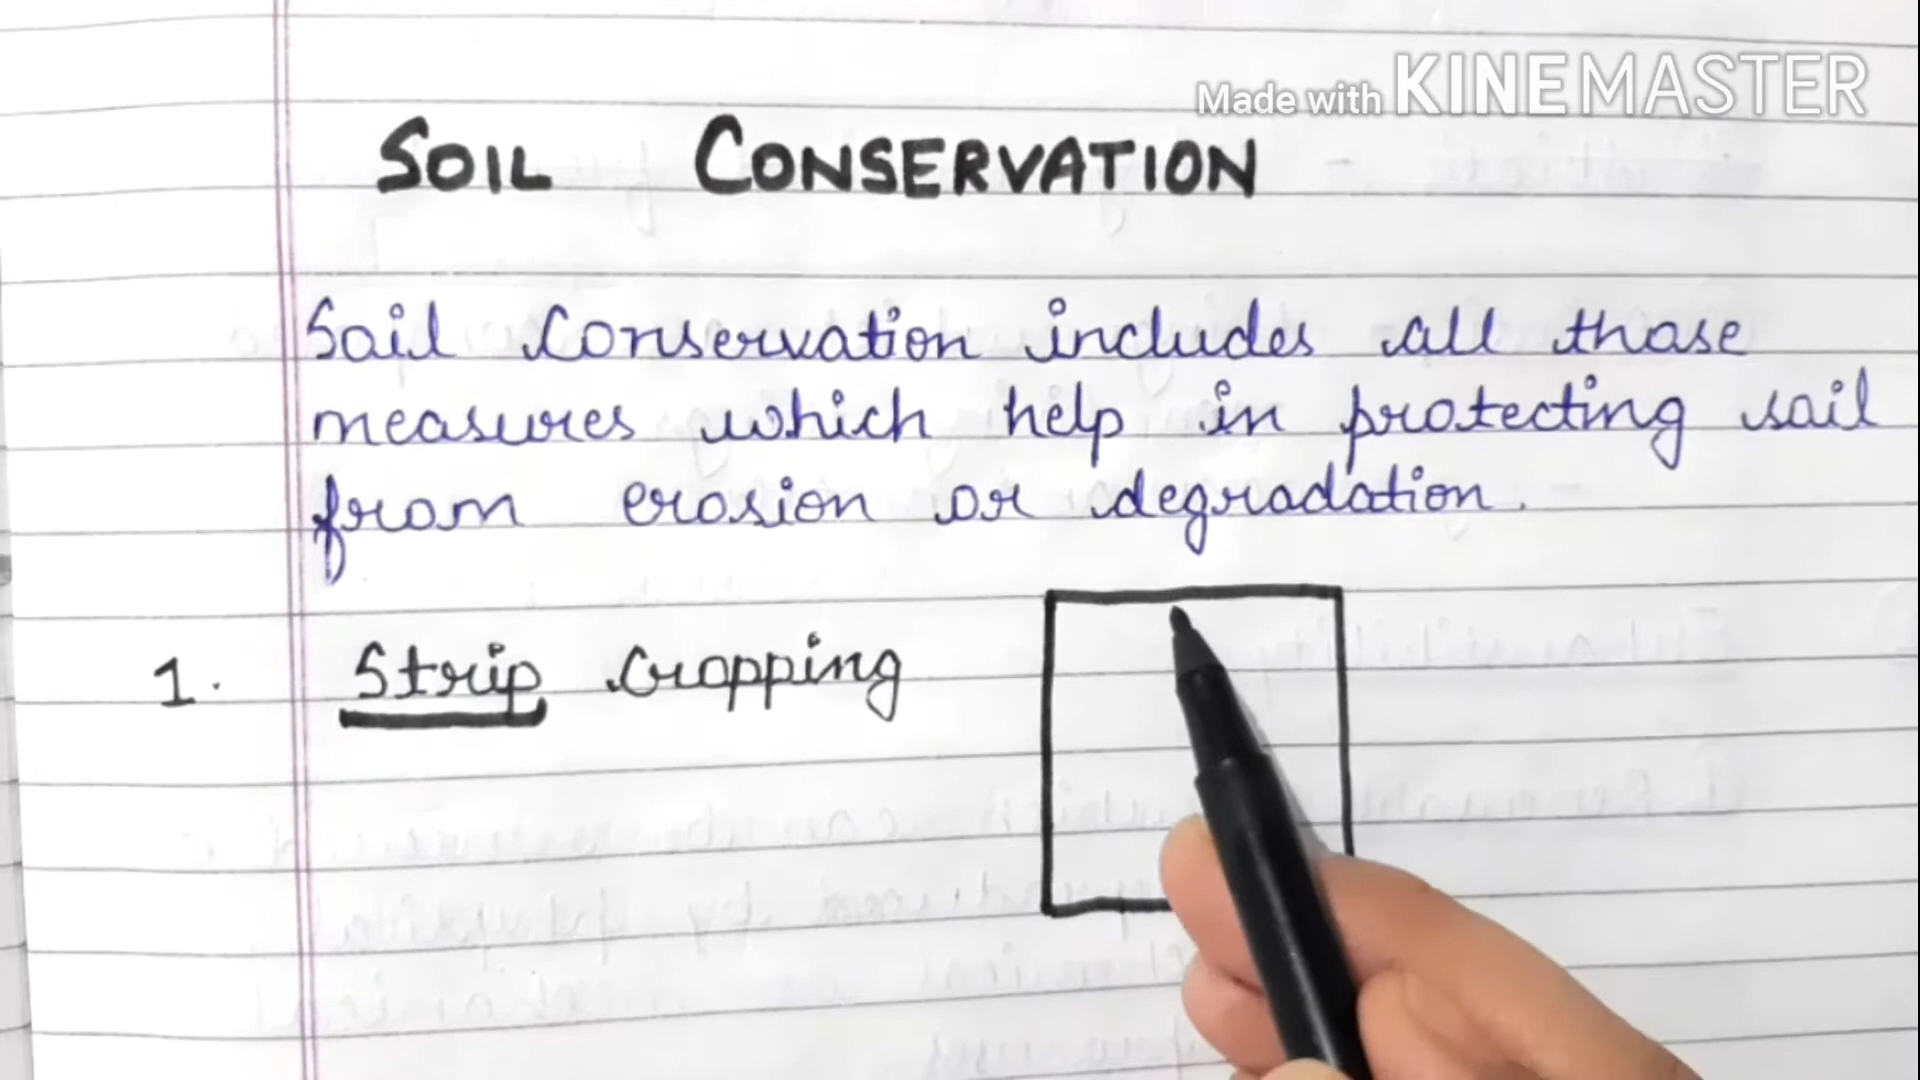 Made with KINEMASTER
SOIL CONSERVATION
Soil conservation includes all those
measures which help in protecting soil
from erosion or degradation.
1. Strip cropping